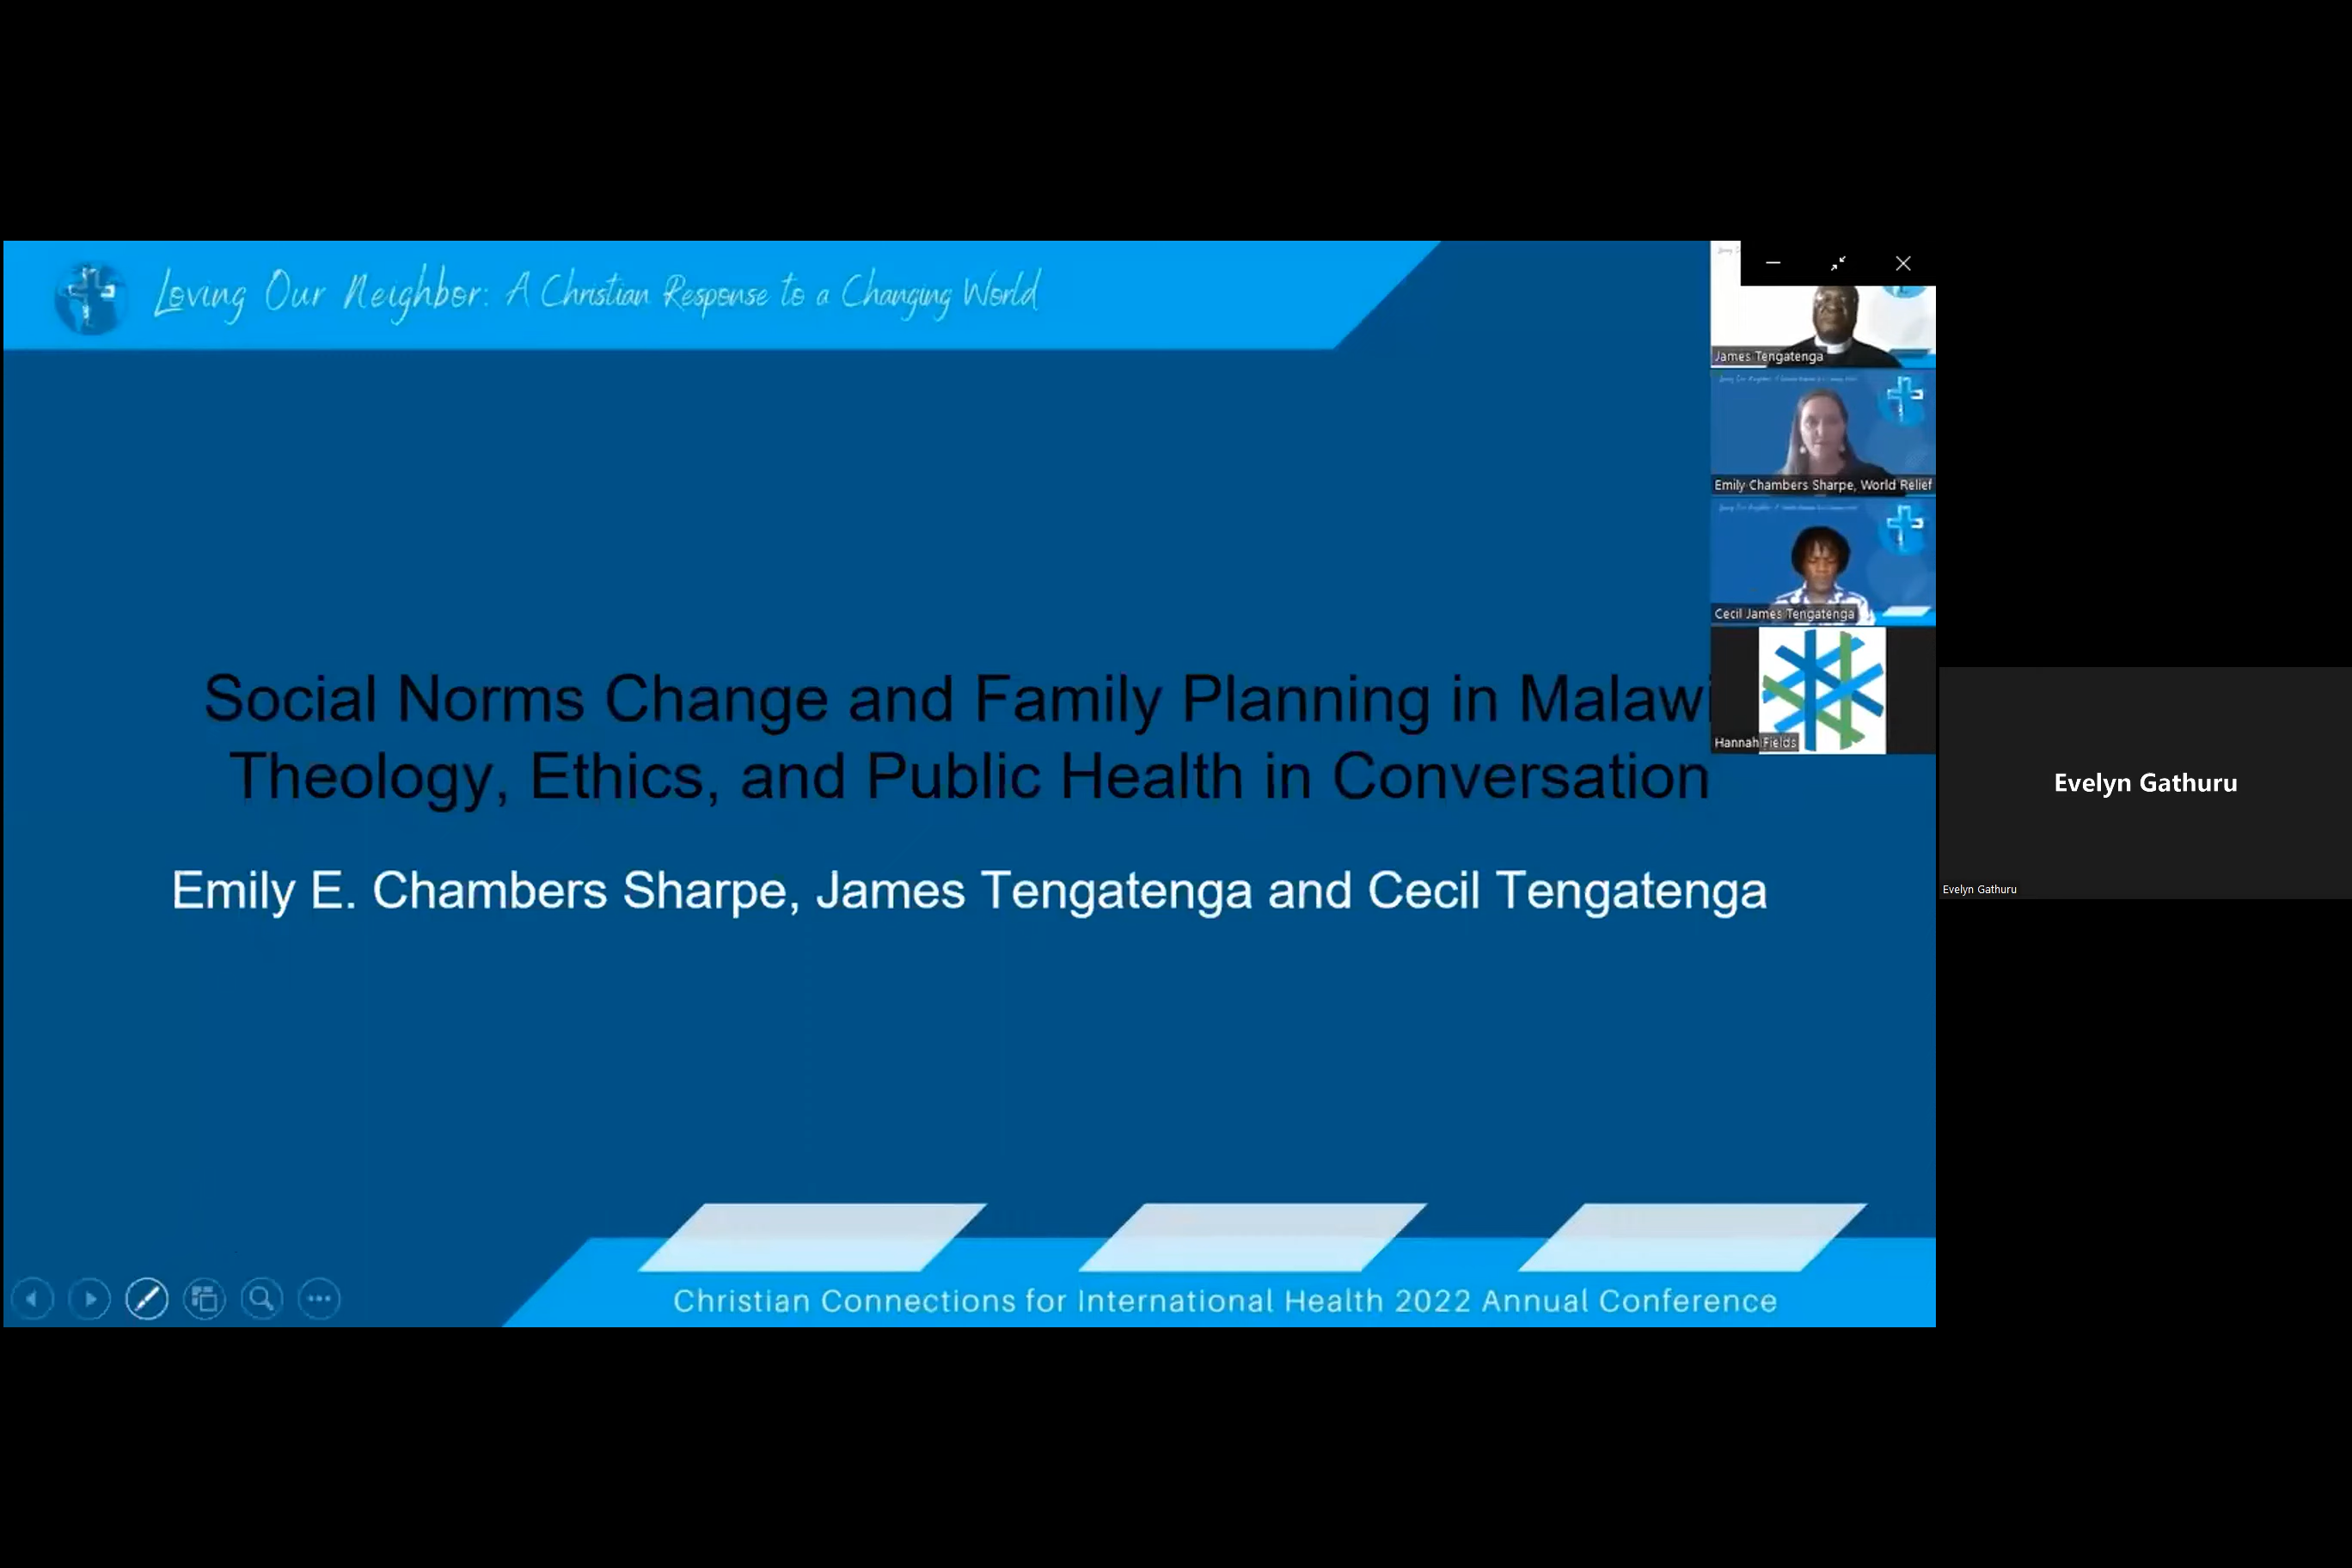 Loving Our Neighbor: A Christian Response to a Changing World
Social Norms Change and Family Planning in Malawi
Theology, Ethics, and Public Health in Conversation
Emily E. Chambers Sharpe, James Tengatenga and Cecil Tengatenga
Christian Connections for International Health 2022 Annual Conference
James Tengatenga
Emily Chambers Sharpe, World Relief
Cecil James Tengatenga
Hannah Fields
Evelyn Gathuru
Evelyn Gathuru